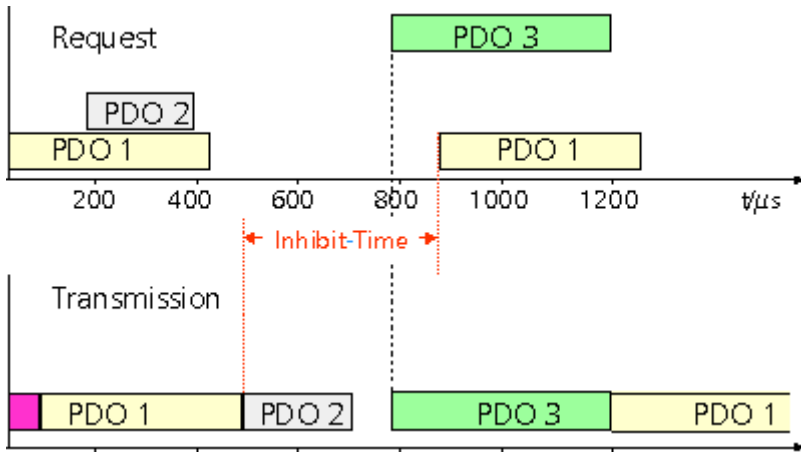 Request
PDO 3
PDO 2
PDO 1
PDO 1
200 400 600 800 1000 1200 t/μs
Inhibit-Time
Transmission
PDO 1 PDO 2 PDO 3 PDO 1